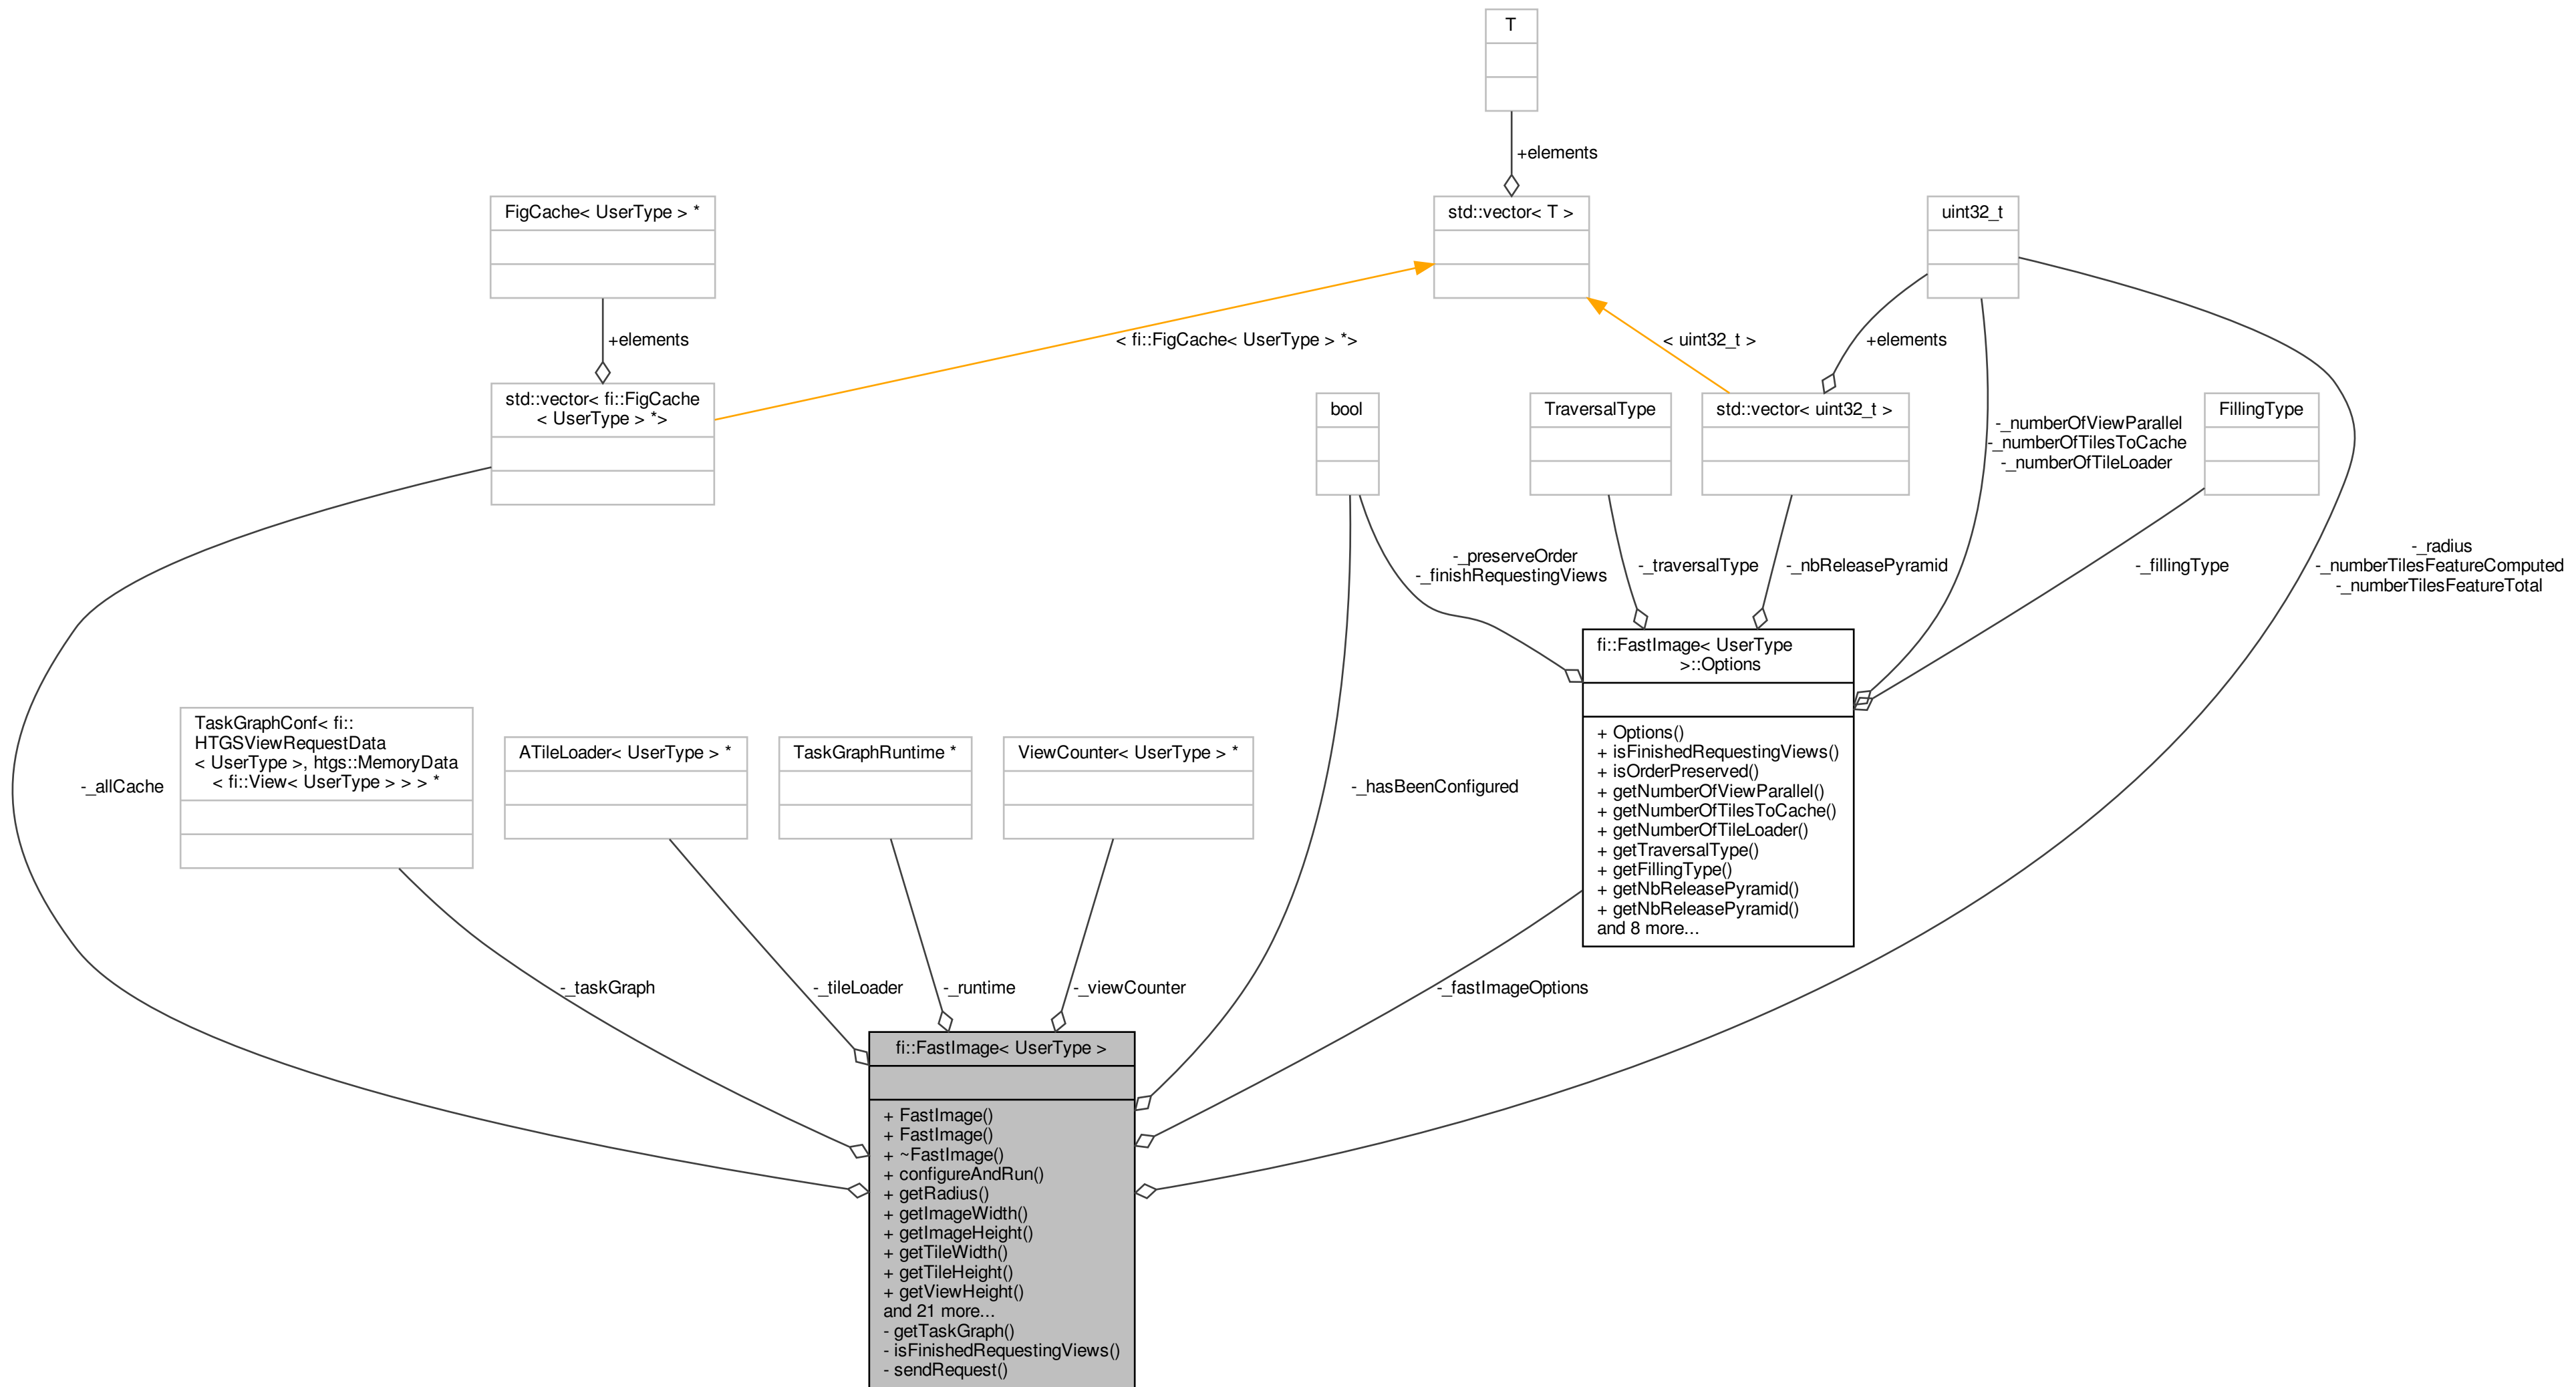 T
+elements
FigCache< UserType > *
std::vector< T >
uint32_t
+elements
< fi::FigCache< UserType > *>
< uint32_t >
+elements
std::vector< fi::FigCache
< UserType > *>
bool
TraversalType
std::vector< uint32_t >
-_numberOfViewParallel
-_numberOfTilesToCache
-_numberOfTileLoader
FillingType
-_preserveOrder
-_finishRequestingViews
-_traversalType
-_nbReleasePyramid
-_fillingType
-_radius
-_numberTilesFeatureComputed
-_numberTilesFeatureTotal
fi::FastImage< UserType
>::Options
+ Options()
+ isFinishedRequestingViews()
+ isOrderPreserved()
+ getNumberOfViewParallel()
+ getNumberOfTilesToCache()
+ getNumberOfTileLoader()
+ getTraversalType()
+ getFillingType()
+ getNbReleasePyramid()
+ getNbReleasePyramid()
and 8 more...
-_allCache
TaskGraphConf< fi::
HTGSViewRequestData
< UserType >, htgs::MemoryData
< fi::View< UserType > > > *
ATileLoader< UserType > *
TaskGraphRuntime *
ViewCounter< UserType > *
-_hasBeenConfigured
-_taskGraph
-_tileLoader
-_runtime
-_viewCounter
-_fastImageOptions
fi::FastImage< UserType >
+ FastImage()
+ FastImage()
+ ~FastImage()
+ configureAndRun()
+ getRadius()
+ getImageWidth()
+ getImageHeight()
+ getTileWidth()
+ getTileHeight()
+ getViewHeight()
and 21 more...
- getTaskGraph()
- isFinishedRequestingViews()
- sendRequest()